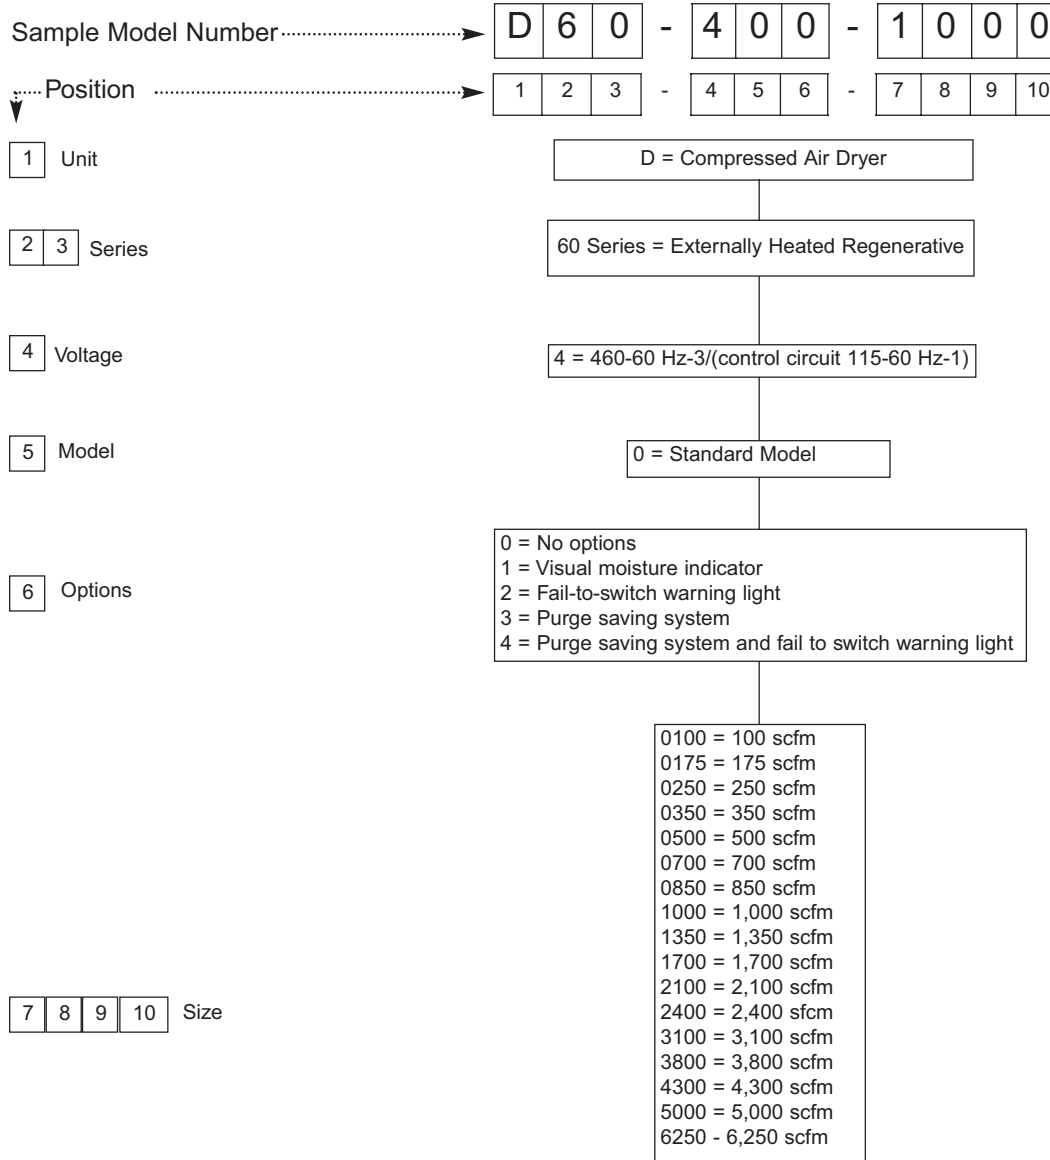 Sample Model Number D 6 0 - 4 0 0 - 1 0 0 0
Position 1 2 3 - 4 5 6 - 7 8 9 10
1 Unit D = Compressed Air Dryer
2 3 Series 60 Series = Externally Heated Regenerative
4 Voltage 4 = 460-60 Hz-3/(control circuit 115-60 Hz-1)
5 Model 0 = Standard Model
0 = No options
1 = Visual moisture indicator
6 Options 2 = Fail-to-switch warning light
3 = Purge saving system
4 = Purge saving system and fail to switch warning light
0100 = 100 scfm
0175 = 175 scfm
0250 = 250 scfm
0350 = 350 scfm
0500 = 500 scfm
0700 = 700 scfm
0850 = 850 scfm
1000 = 1,000 scfm
1350 = 1,350 scfm
1700 = 1,700 scfm
2100 = 2,100 scfm
7 8 9 10 Size 2400 = 2,400 sfcm
3100 = 3,100 scfm
3800 = 3,800 scfm
4300 = 4,300 scfm
5000 = 5,000 scfm
6250 - 6,250 scfm